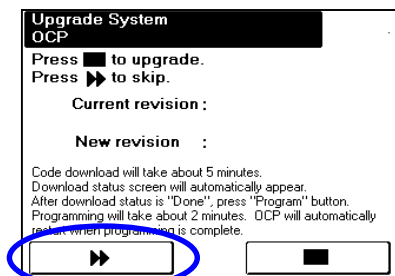 Upgrade System
OCP
Press ■ to upgrade.
Press ▶▶ to skip.
Current revision :
New revision :
Code download will take about 5 minutes.
Download status screen will automatically appear.
After download status is "Done", press "Program" button.
Programming will take about 2 minutes. OCP will automatically
restart when programming is complete.